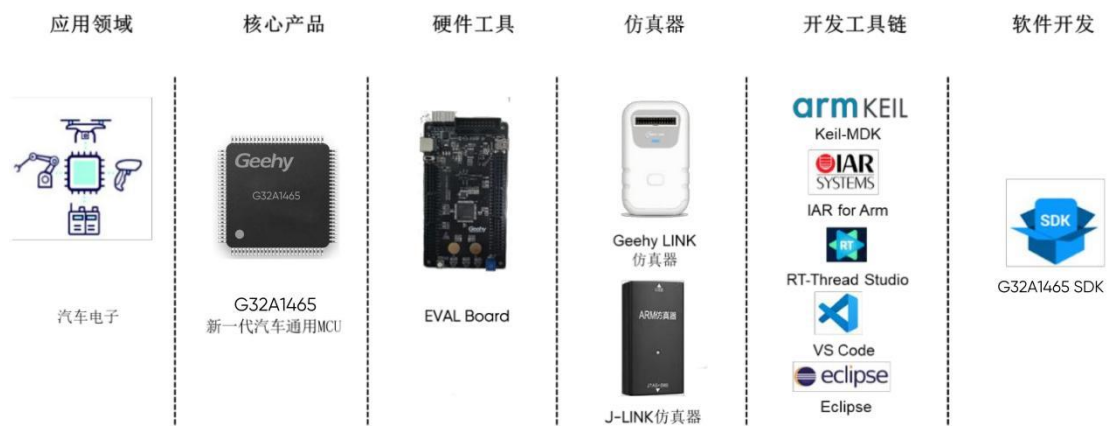 应用领域
核心产品
硬件工具
仿真器
开发工具链
软件开发
汽车电子
Geehy
G32A1465
G32A1465
新一代汽车通用MCU
Geehy
EVAL Board
Geehy LINK
仿真器
ARM仿真器
J-LINK仿真器
arm KEIL
Keil-MDK
IAR
SYSTEMS
IAR for Arm
RT
RT-Thread Studio
VS Code
eclipse
Eclipse
SDK
G32A1465 SDK